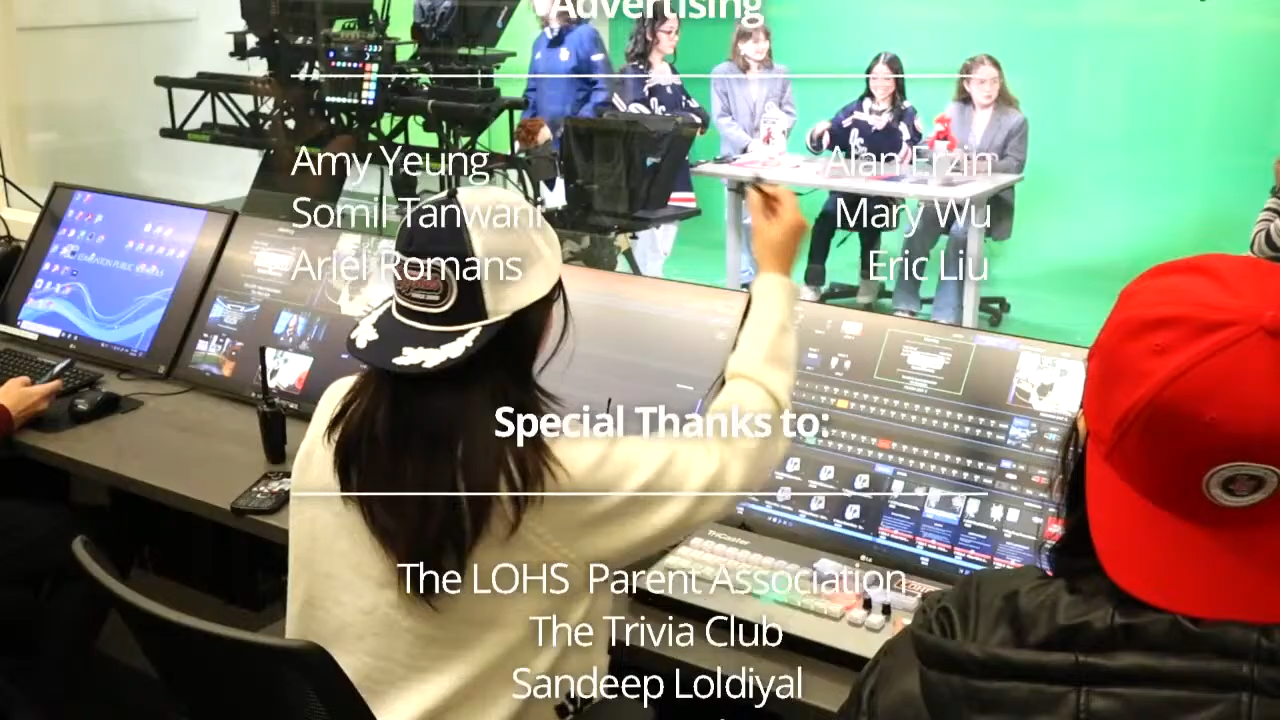 Advertising
Amy Yeung Alan Erzin
Somil Tanwani Mary Wu
Ariel Romans Eric Liu
Special Thanks to:
The LOHS Parent Association
The Trivia Club
Sandeep Loldiyal
TriCaster